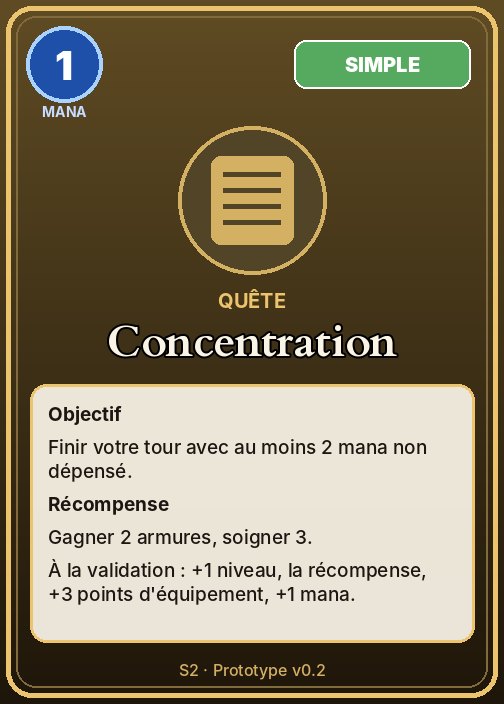 1
MANA
SIMPLE
QUÊTE
Concentration
Objectif
Finir votre tour avec au moins 2 mana non
dépensé.
Récompense
Gagner 2 armures, soigner 3.
À la validation : +1 niveau, la récompense,
+3 points d'équipement, +1 mana.
S2 · Prototype v0.2